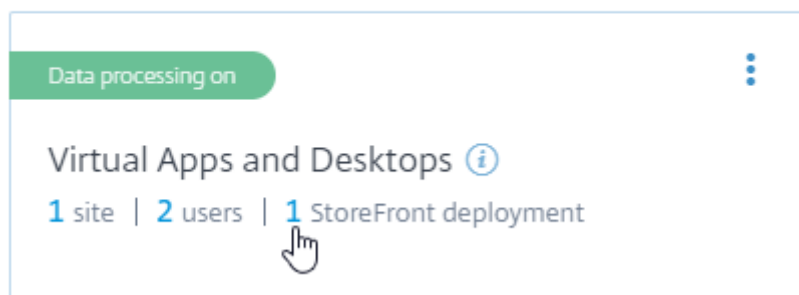 Data processing on
Virtual Apps and Desktops i
1 site | 2 users | 1 StoreFront deployment